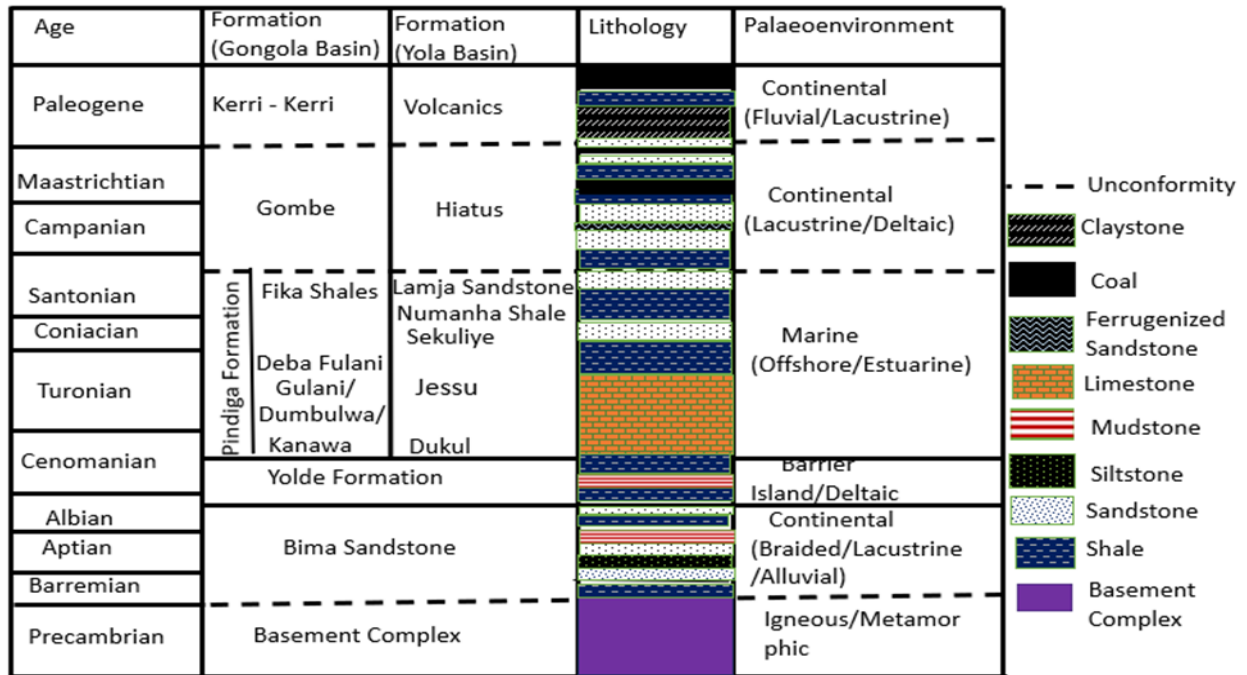 Age
Formation
(Gongola Basin)
Formation
(Yola Basin)
Lithology
Palaeoenvironment
Paleogene
Kerri - Kerri
Volcanics
Continental
(Fluvial/Lacustrine)
Maastrichtian
Campanian
Gombe
Hiatus
Continental
(Lacustrine/Deltaic)
Santonian
Coniacian
Turonian
Cenomanian
Pindiga Formation
Fika Shales
Deba Fulani
Gulani/
Dumbulwa/
Kanawa
Lamja Sandstone
Numanha Shale
Sekuliye
Jessu
Dukul
Marine
(Offshore/Estuarine)
Yolde Formation
Barrier
Island/Deltaic
Albian
Aptian
Barremian
Bima Sandstone
Continental
(Braided/Lacustrine
/Alluvial)
Precambrian
Basement Complex
Igneous/Metamor
phic
Unconformity
Claystone
Coal
Ferrugenized
Sandstone
Limestone
Mudstone
Siltstone
Sandstone
Shale
Basement
Complex